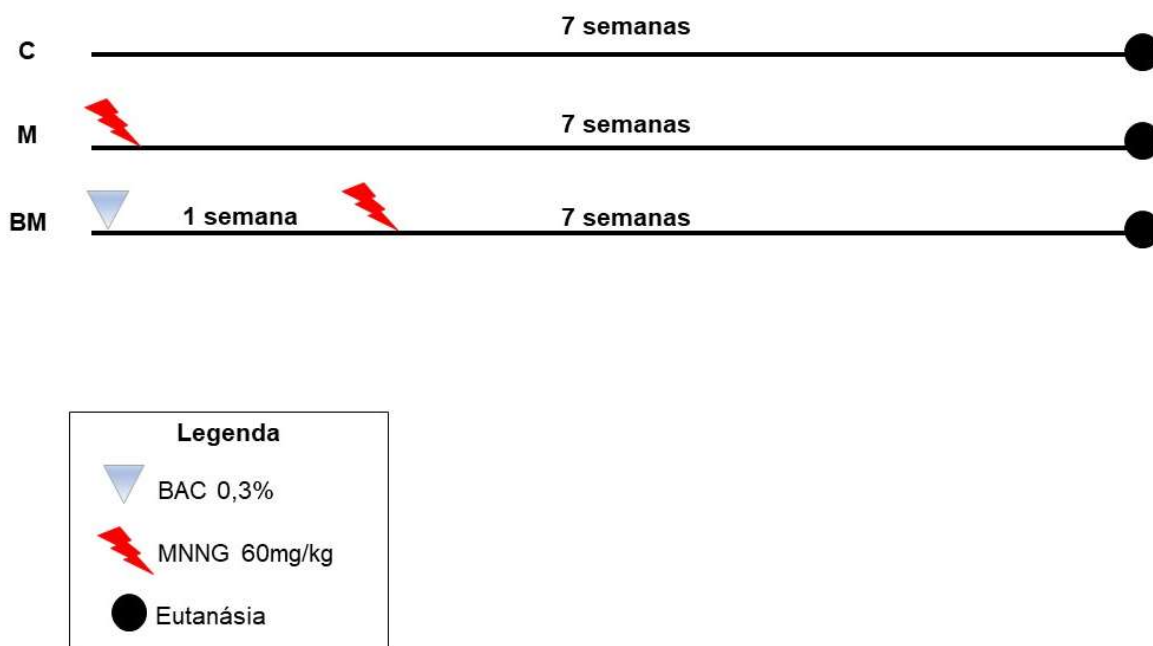 7 semanas
C
7 semanas
M
1 semana
7 semanas
BM
Legenda
BAC 0,3%
MNNG 60mg/kg
Eutanásia